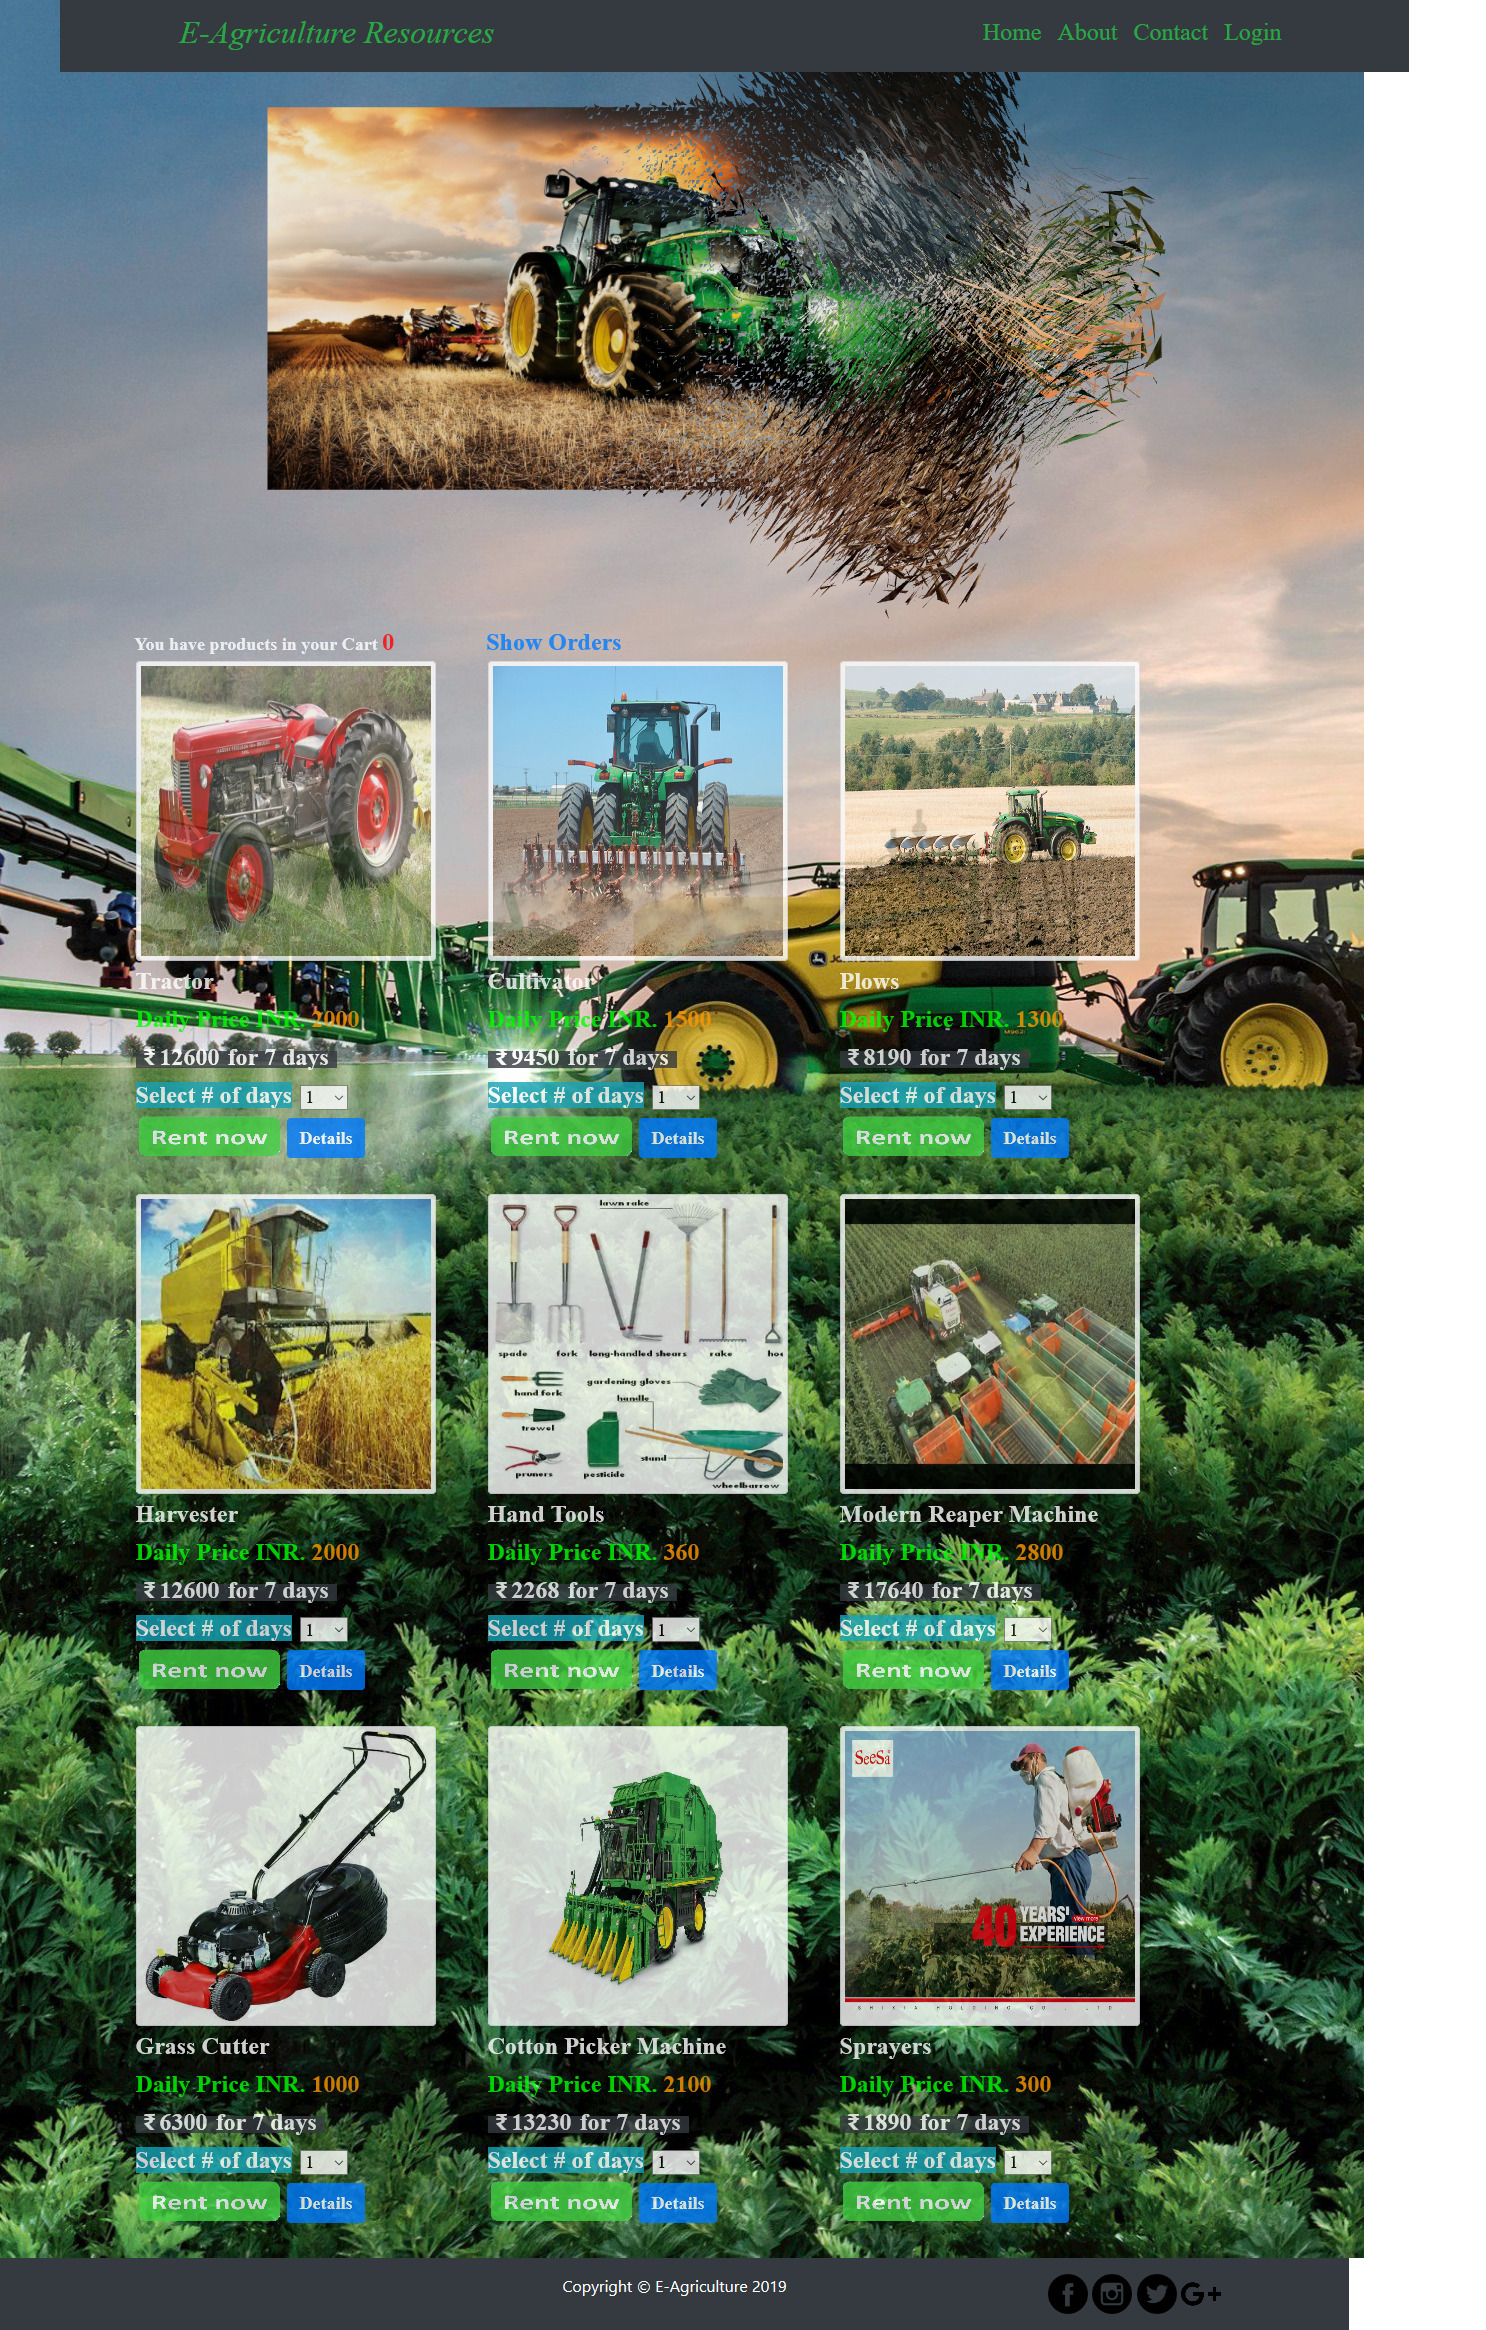 E-Agriculture Resources
Home About Contact Login
You have products in your Cart 0
Show Orders
Tractor
Daily Price INR. 2000
₹ 12600 for 7 days
Select # of days 1
Rent now Details
Cultivator
Daily Price INR. 1500
₹ 9450 for 7 days
Select # of days 1
Rent now Details
Plows
Daily Price INR. 1300
₹ 8190 for 7 days
Select # of days 1
Rent now Details
Harvester
Daily Price INR. 2000
₹ 12600 for 7 days
Select # of days 1
Rent now Details
lawn rake
spade fork long-handled shears rake hoe
gardening gloves
hand fork
handle
trowel
stand
pruners pesticide
wheelbarrow
Hand Tools
Daily Price INR. 360
₹ 2268 for 7 days
Select # of days 1
Rent now Details
Modern Reaper Machine
Daily Price INR. 2800
₹ 17640 for 7 days
Select # of days 1
Rent now Details
Grass Cutter
Daily Price INR. 1000
₹ 6300 for 7 days
Select # of days 1
Rent now Details
Cotton Picker Machine
Daily Price INR. 2100
₹ 13230 for 7 days
Select # of days 1
Rent now Details
SeeSa
40 YEARS' view more
EXPERIENCE
SHIXIA HOLDING CO., LTD
Sprayers
Daily Price INR. 300
₹ 1890 for 7 days
Select # of days 1
Rent now Details
Copyright © E-Agriculture 2019